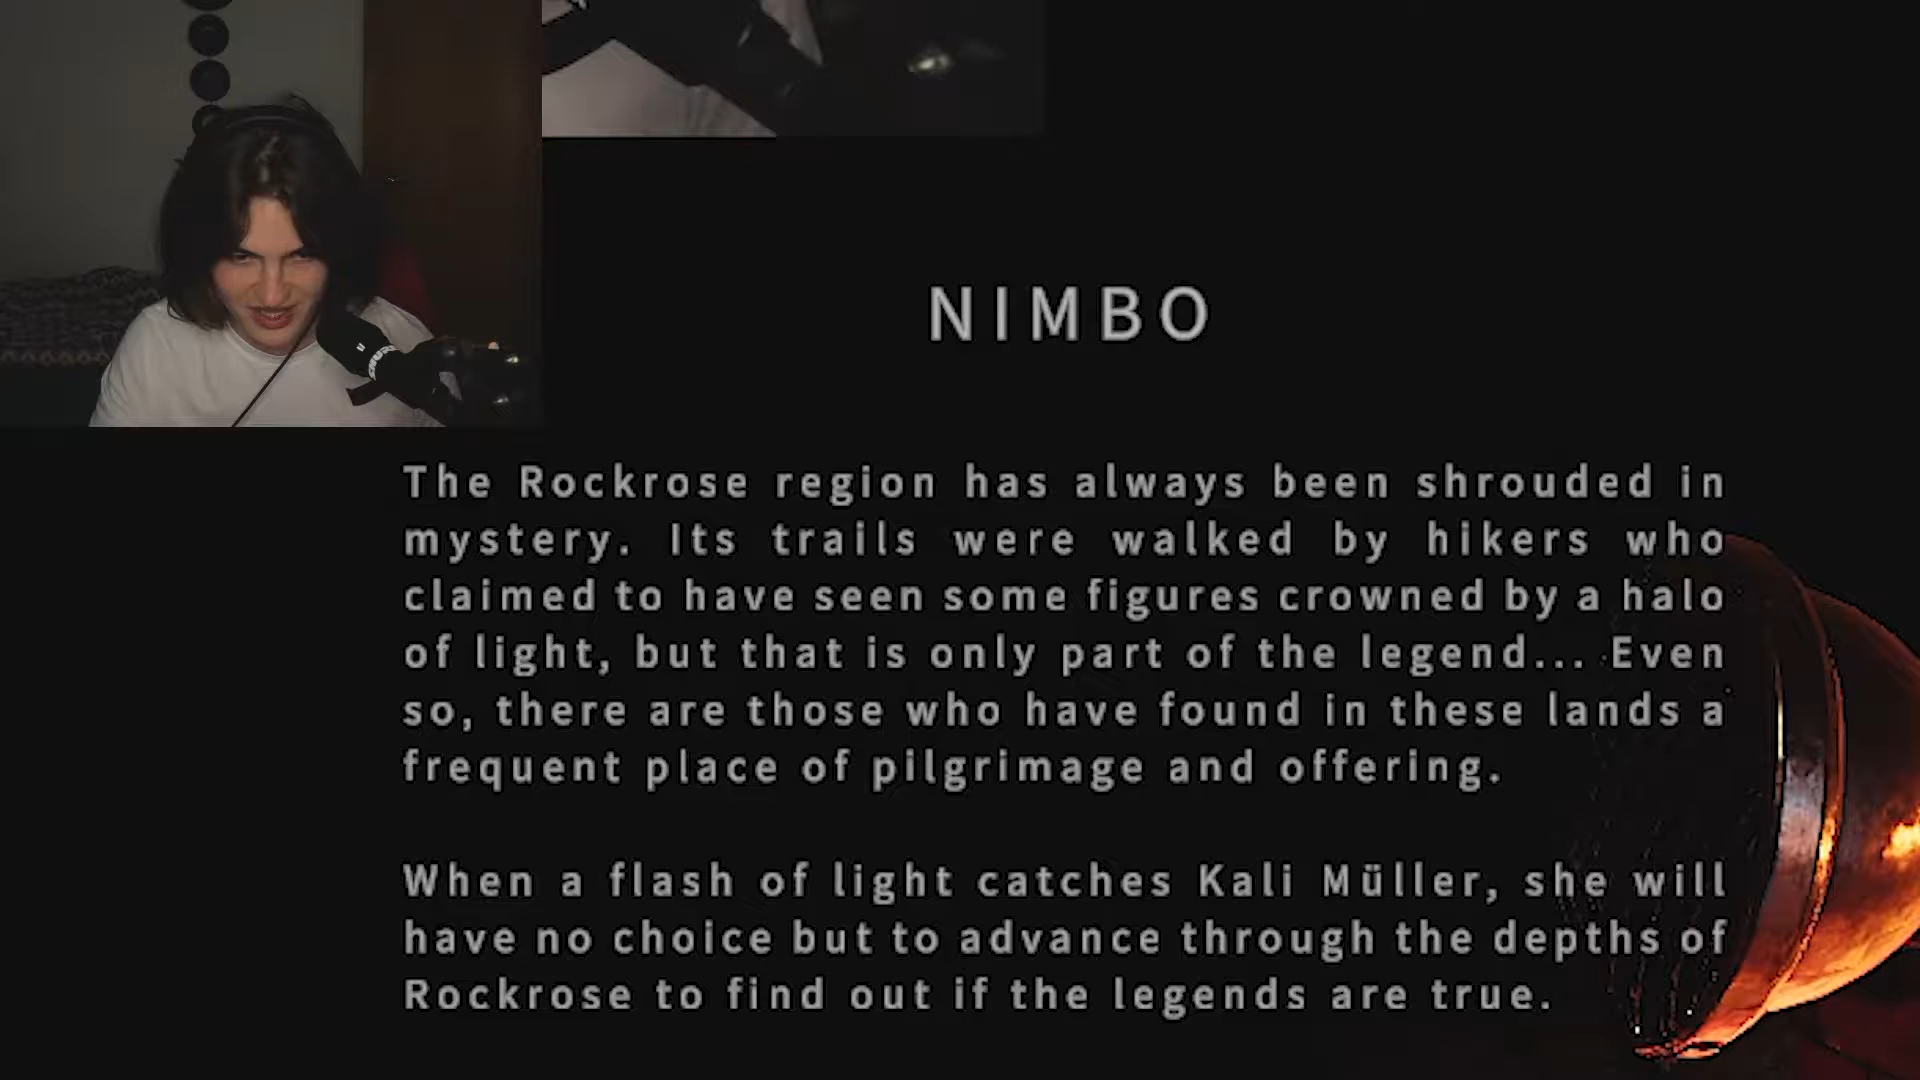 NIMBO
The Rockrose region has always been shrouded in
mystery. Its trails were walked by hikers who
claimed to have seen some figures crowned by a halo
of light, but that is only part of the legend... Even
so, there are those who have found in these lands a
frequent place of pilgrimage and offering.
When a flash of light catches Kali Müller, she will
have no choice but to advance through the depths of
Rockrose to find out if the legends are true.